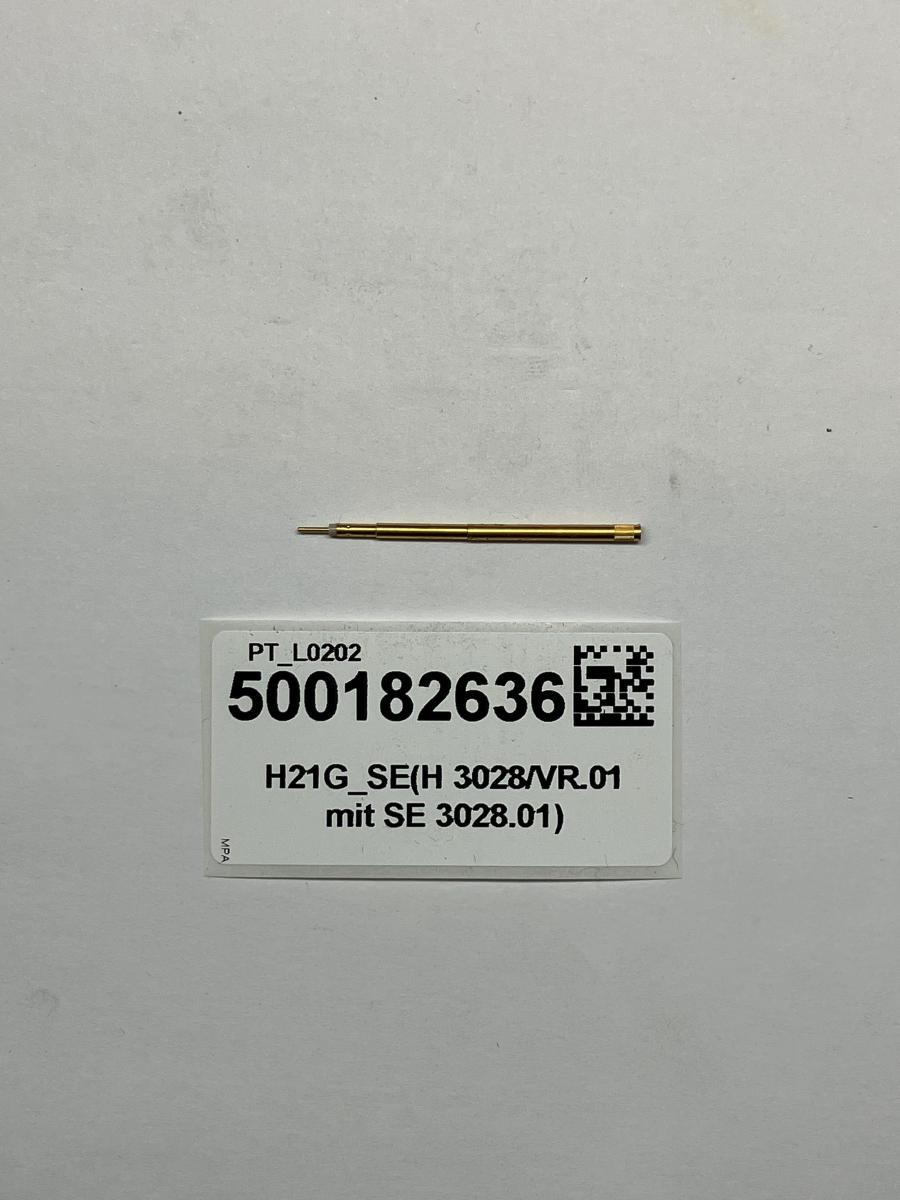 PT_L0202
500182636
H21G_SE(H 3028/VR.01
mit SE 3028.01)
MPA